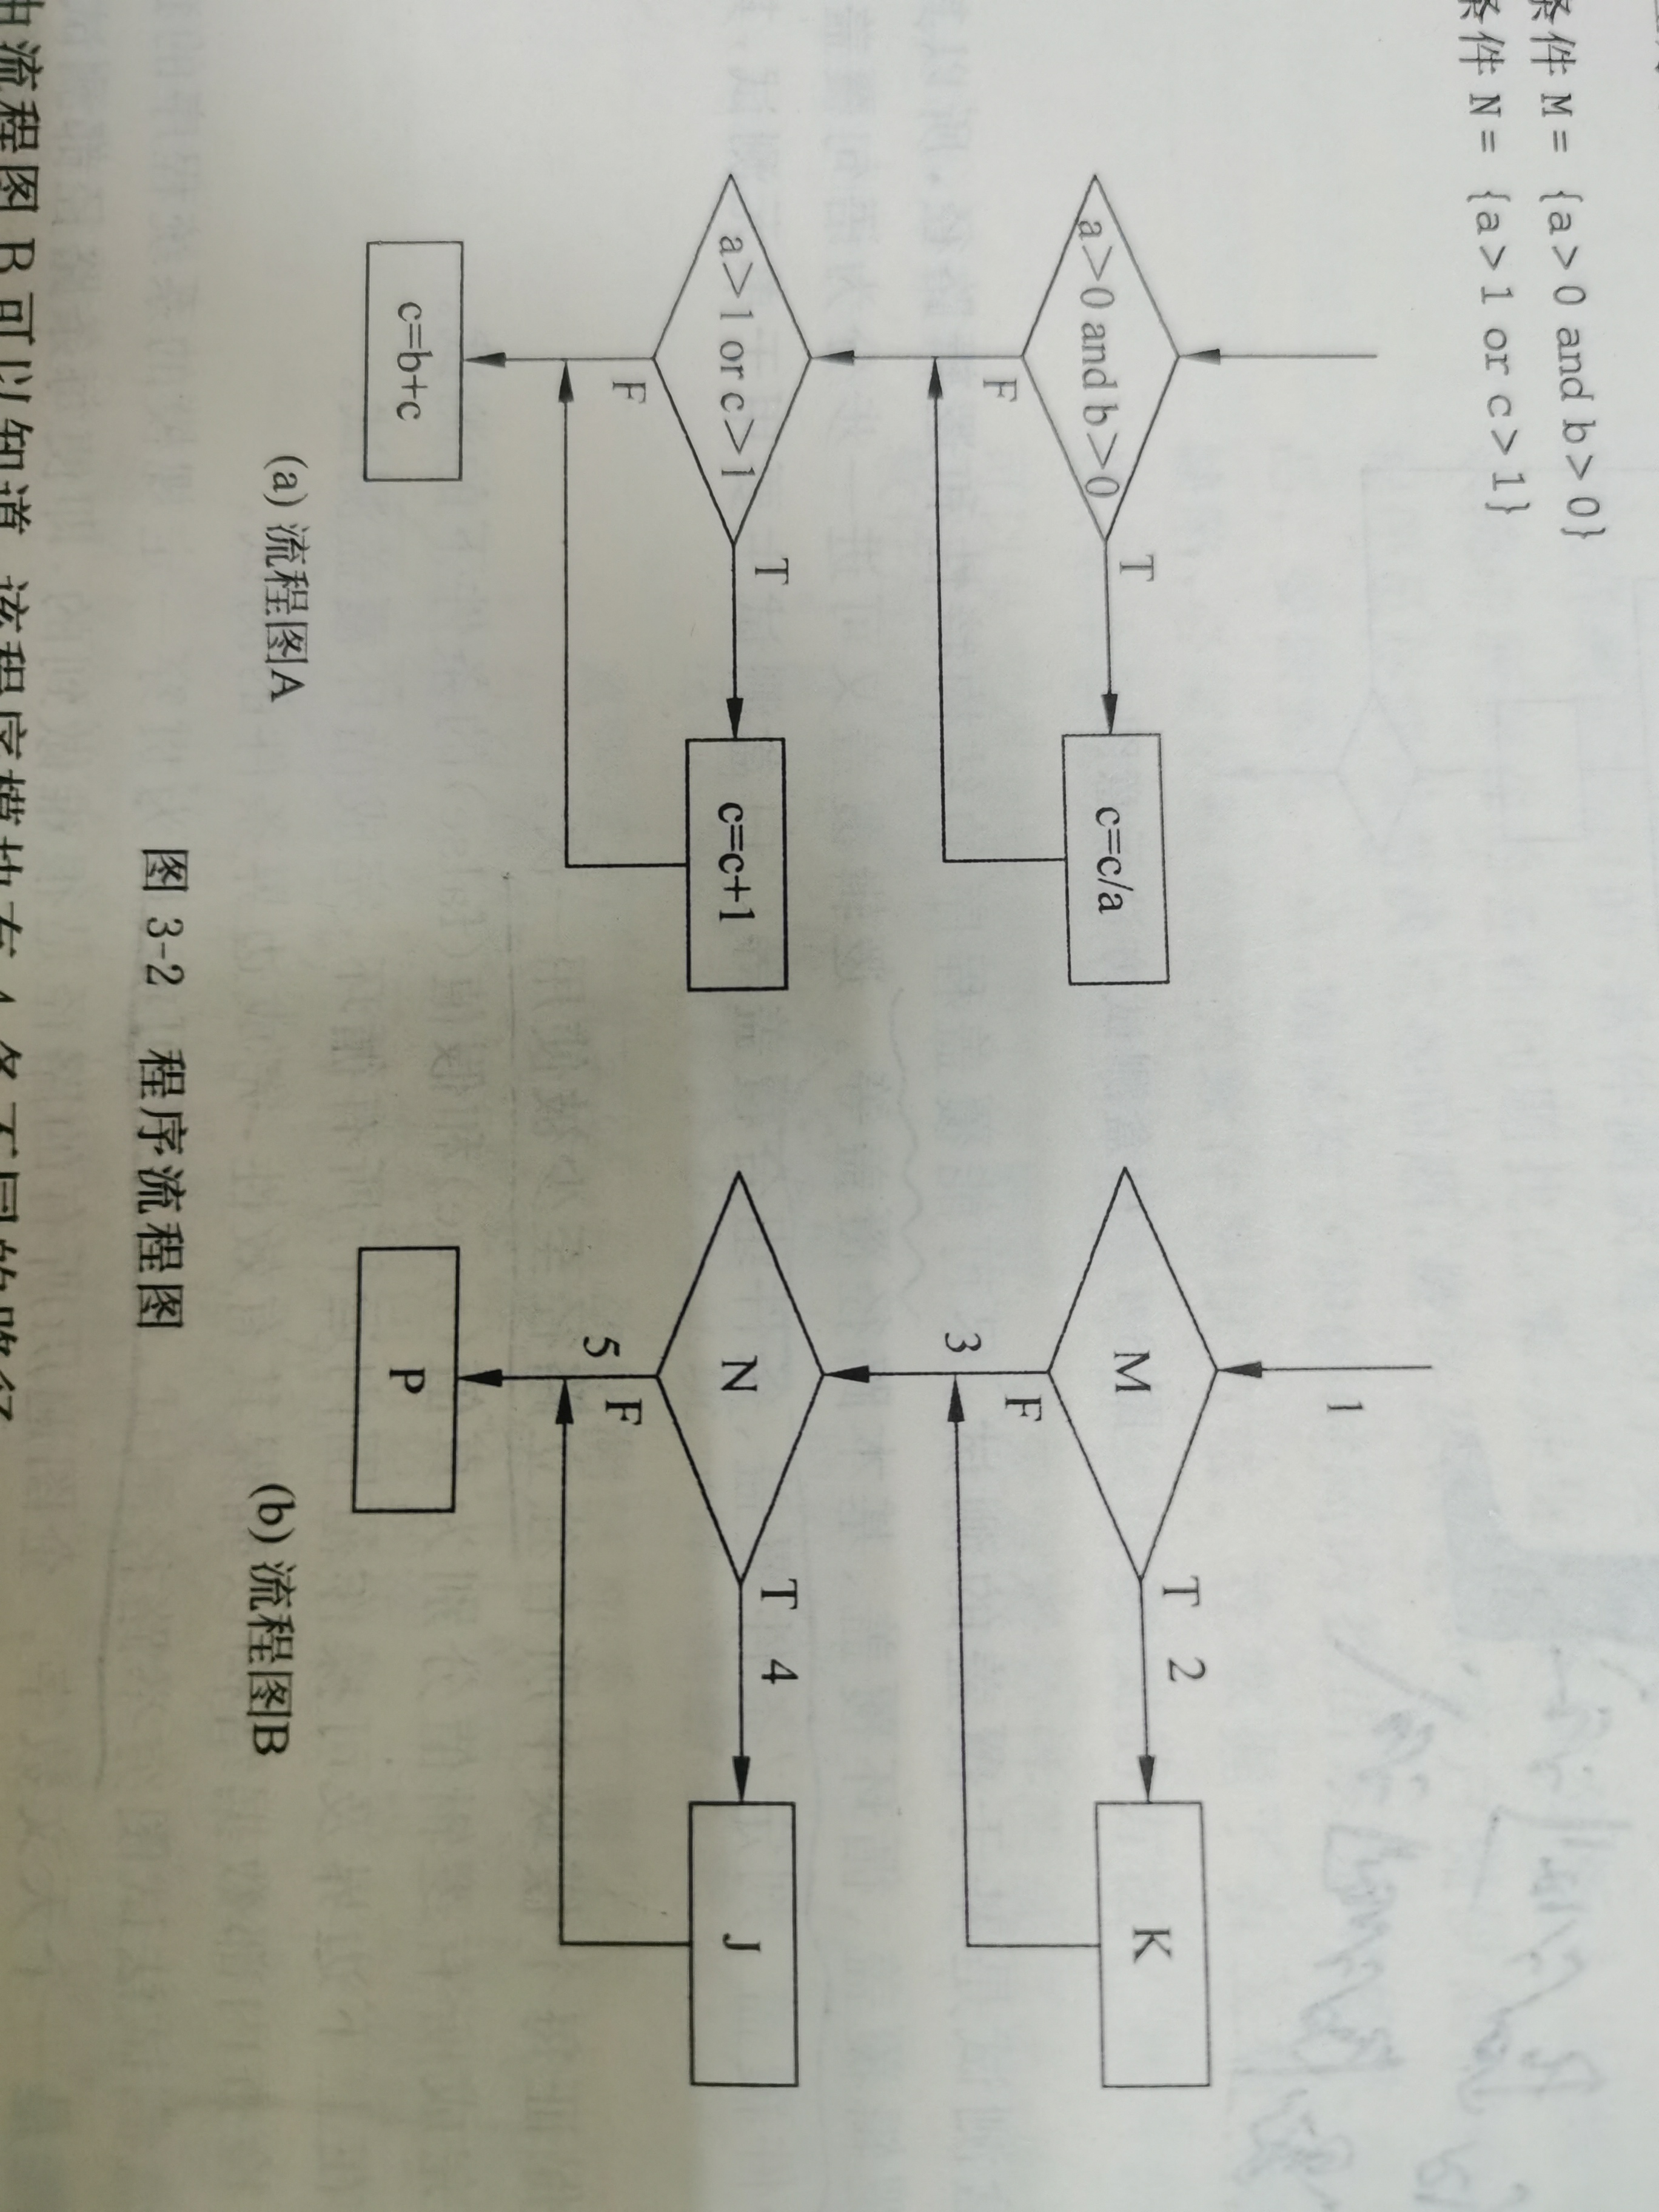 条件 M = {a>0 and b>0}
条件 N = {a>1 or c>1}
a>0 and b>0
T
c=c/a
F
a>1 or c>1
T
c=c+1
F
c=b+c
(a) 流程图A
1
M
T 2
K
3
F
N
T 4
J
5
F
P
(b) 流程图B
图 3-2 程序流程图
由流程图 B 可以知道 该程序模块有 4 条不同的路径